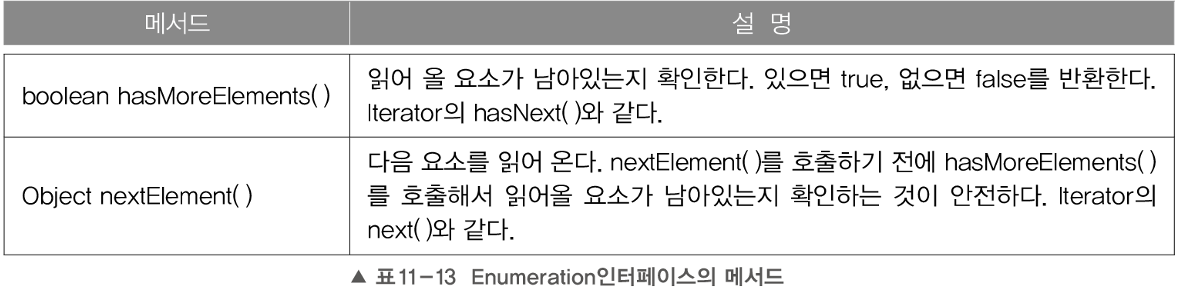 메서드 설 명
boolean hasMoreElements( )
읽어 올 요소가 남아있는지 확인한다. 있으면 true, 없으면 false를 반환한다.
Iterator의 hasNext( )와 같다.
Object nextElement( )
다음 요소를 읽어 온다. nextElement( )를 호출하기 전에 hasMoreElements( )
를 호출해서 읽어올 요소가 남아있는지 확인하는 것이 안전하다. Iterator의
next( )와 같다.
▲ 표11-13 Enumeration인터페이스의 메서드